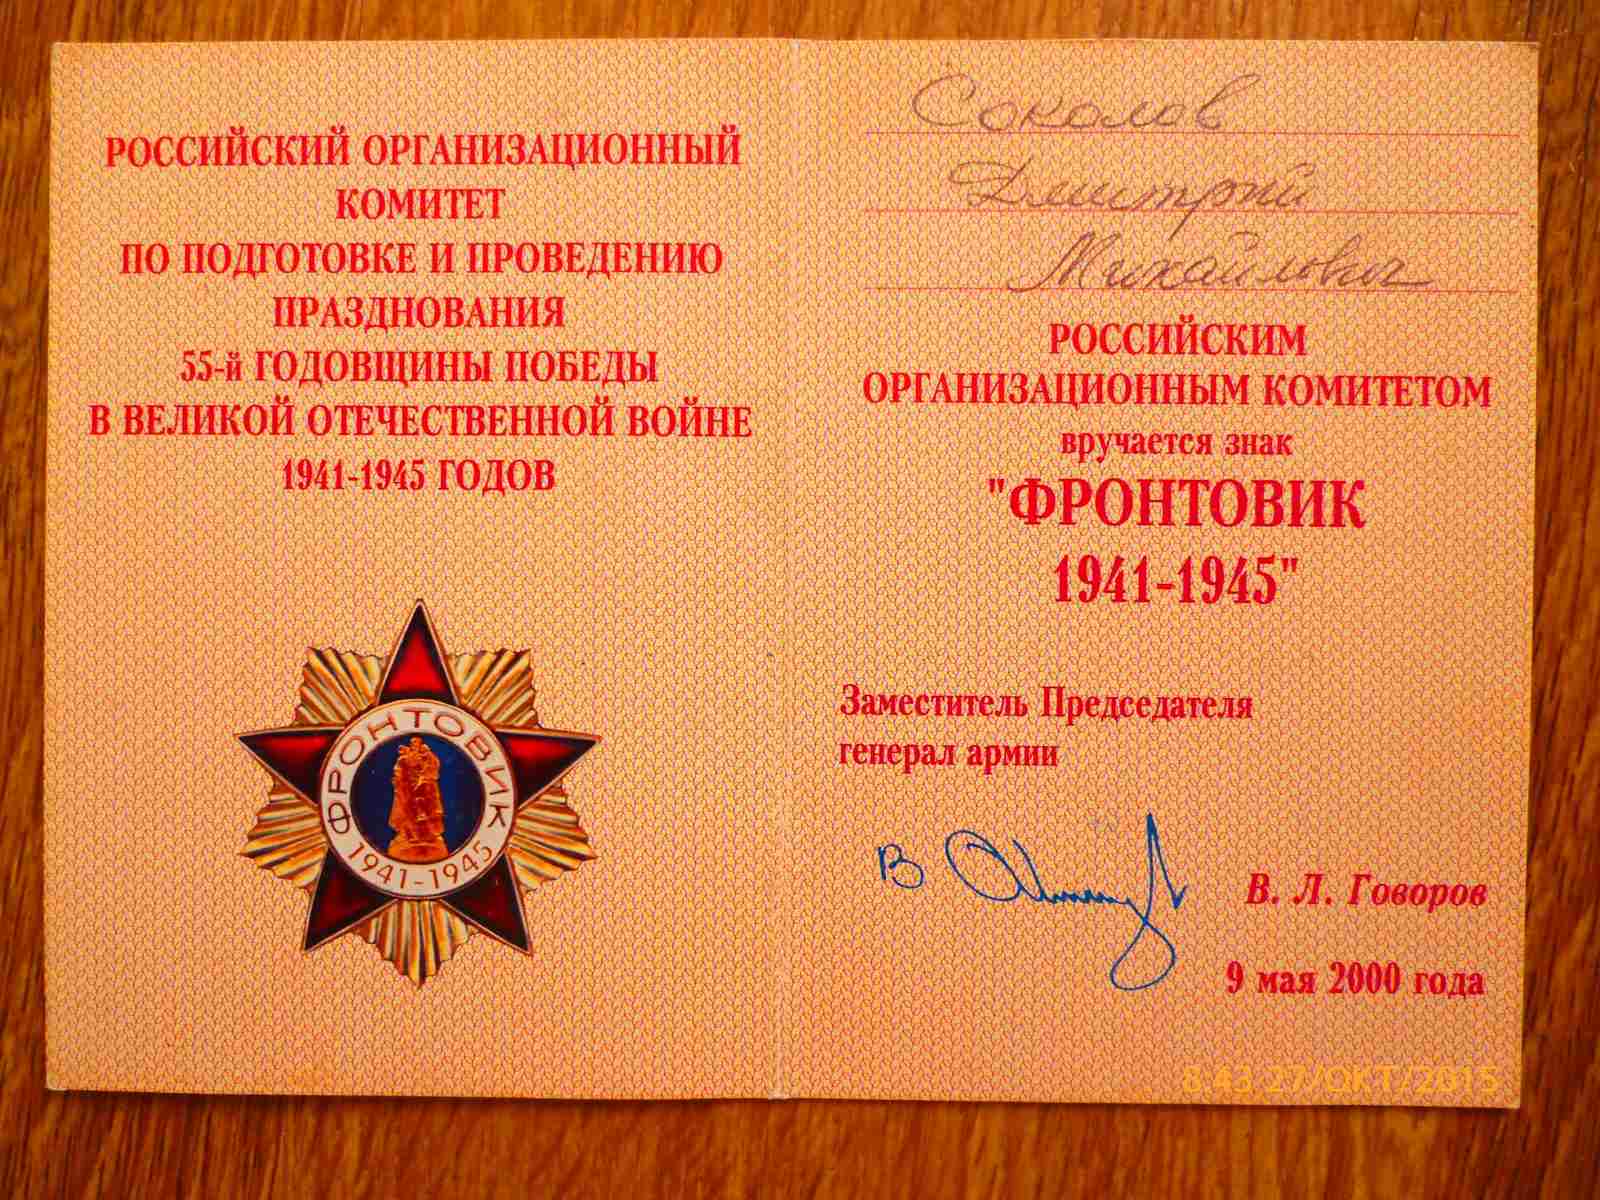 РОССИЙСКИЙ ОРГАНИЗАЦИОННЫЙ
КОМИТЕТ
ПО ПОДГОТОВКЕ И ПРОВЕДЕНИЮ
ПРАЗДНОВАНИЯ
55-й ГОДОВЩИНЫ ПОБЕДЫ
В ВЕЛИКОЙ ОТЕЧЕСТВЕННОЙ ВОЙНЕ
1941-1945 ГОДОВ
ФРОНТОВИК
1941-1945
Соколов
Дмитрий
Михайлович
РОССИЙСКИМ
ОРГАНИЗАЦИОННЫМ КОМИТЕТОМ
вручается знак
"ФРОНТОВИК
1941-1945"
Заместитель Председателя
генерал армии
В. Л. Говоров
9 мая 2000 года
8:43 27/ОКТ/2015